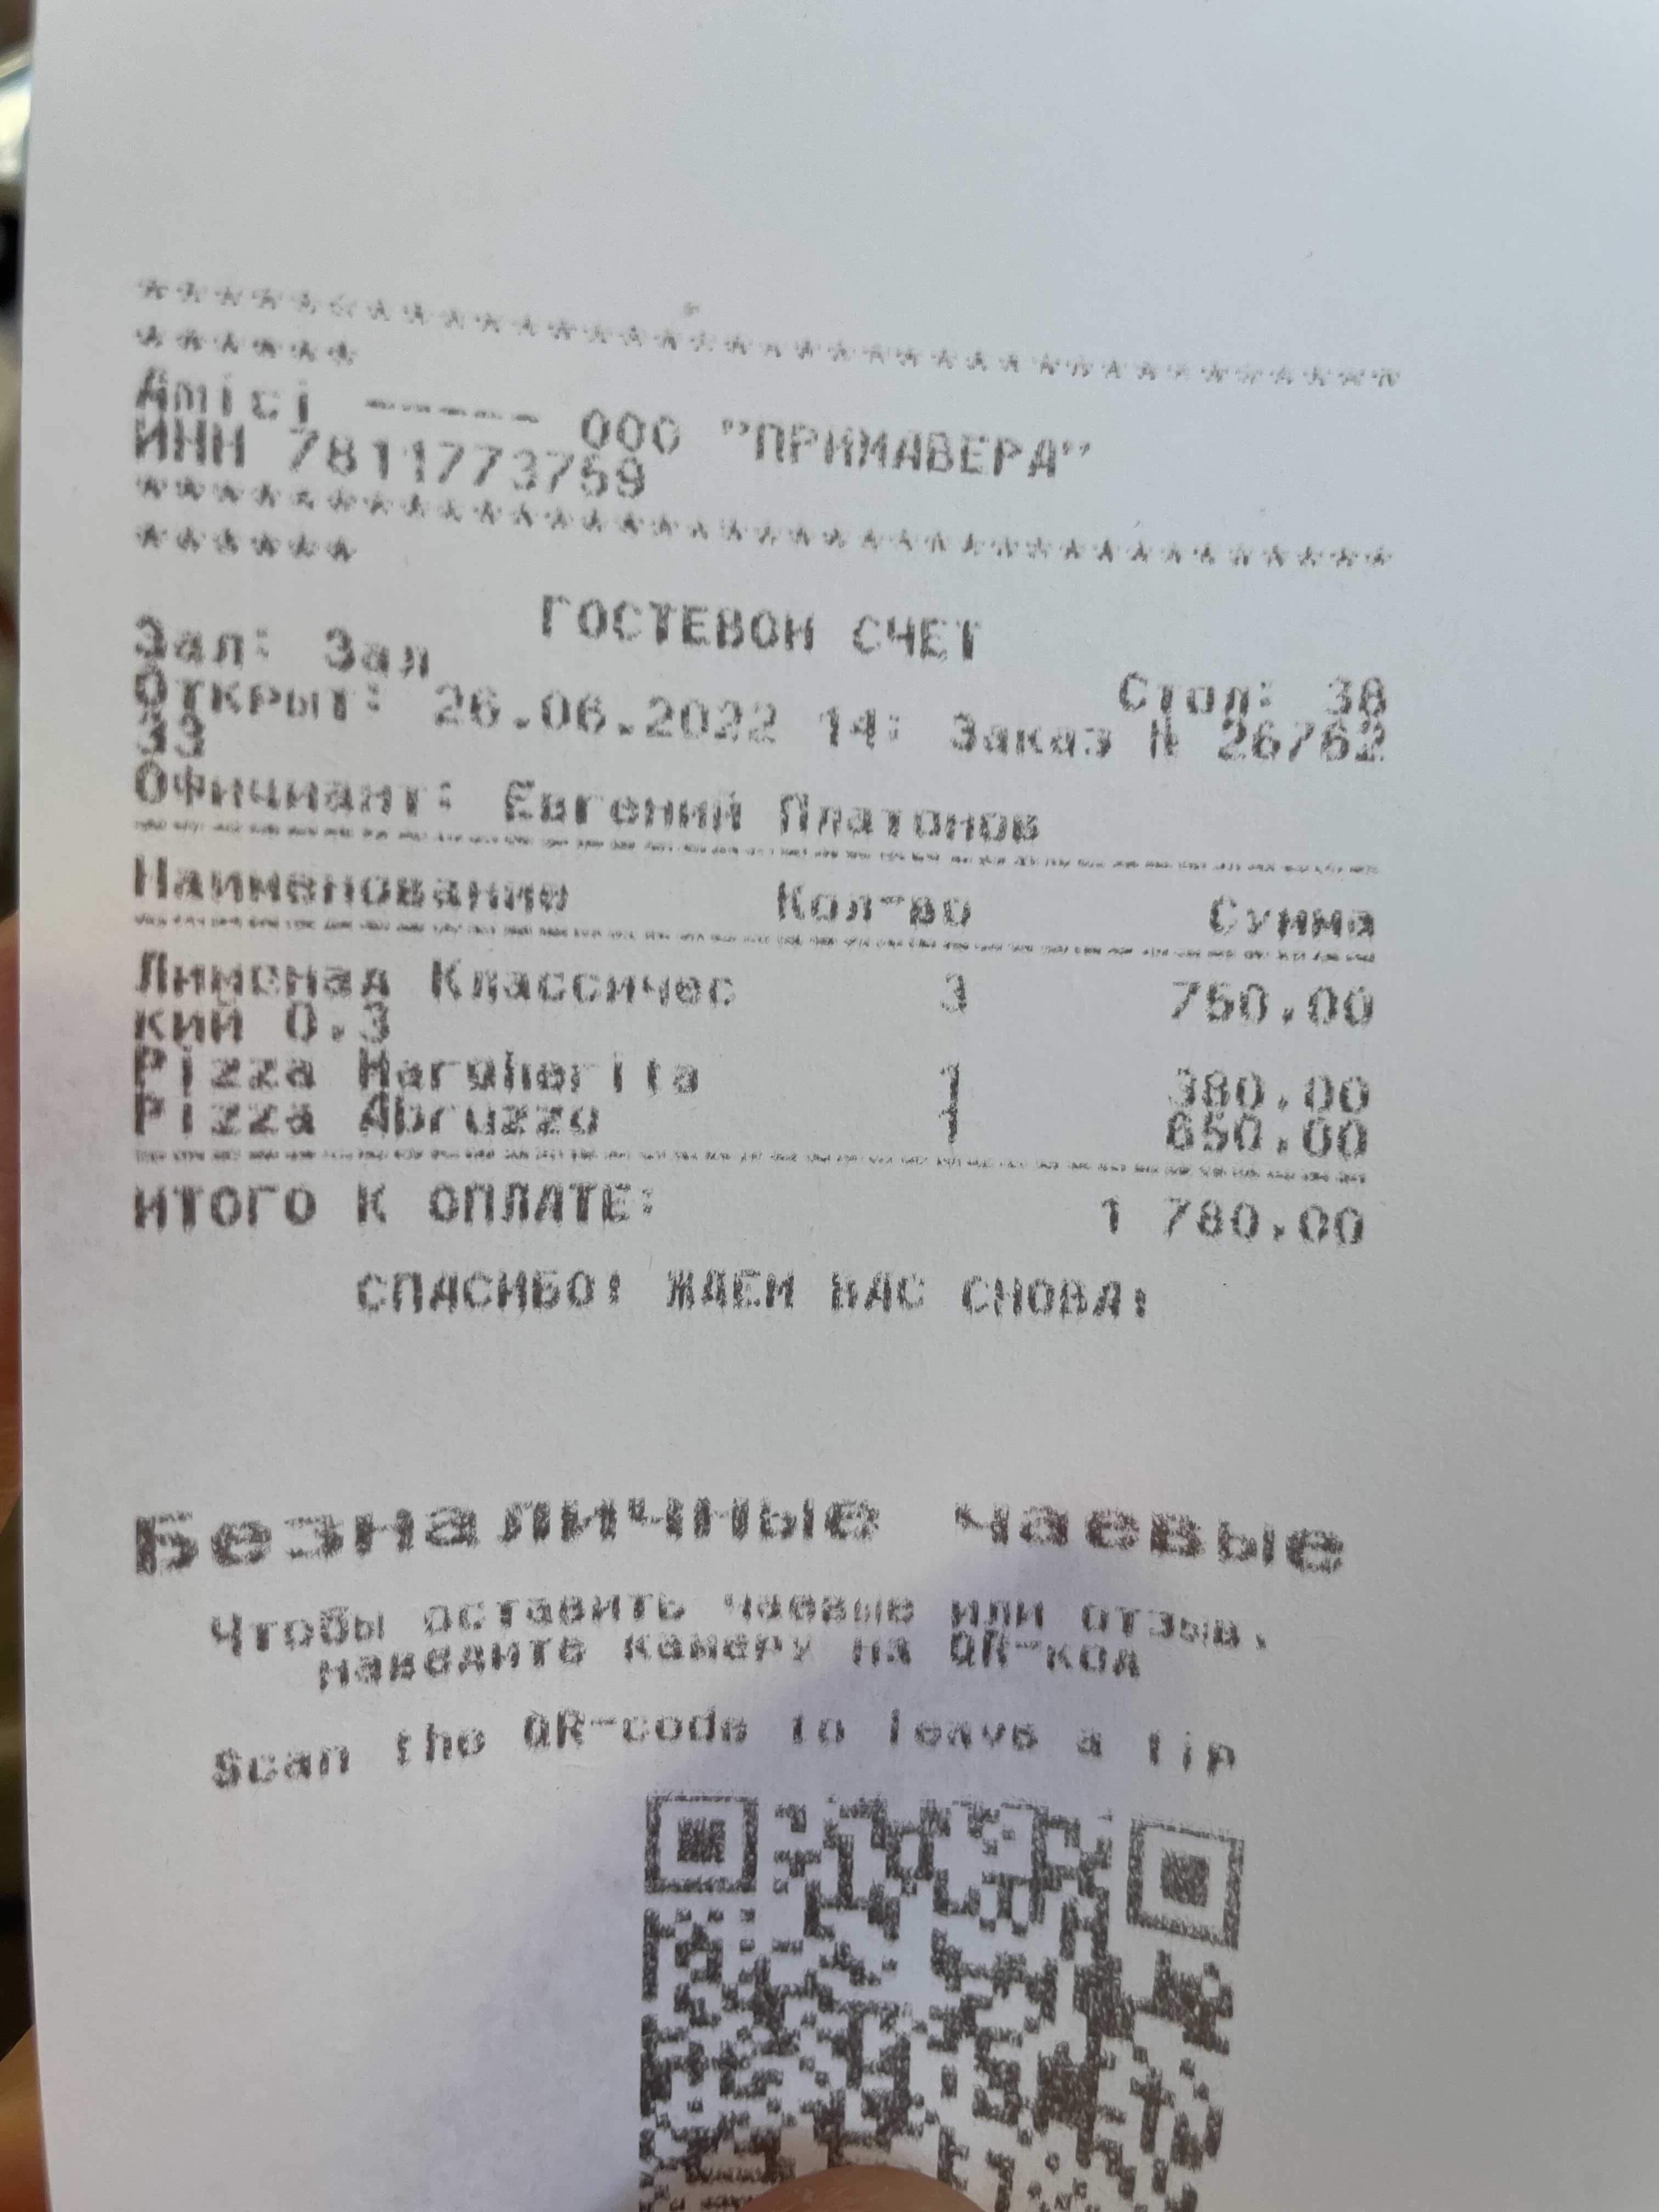 ************************************
******
Amici ----- ООО "ПРИМАВЕРА"
ИНН 7811773759
************************************
******
ГОСТЕВОЙ СЧЕТ
Зал: Зал Стол: 38
Открыт: 26.06.2022 14: Заказ № 26762
33
Официант: Евгений Платонов
Наименование Кол-во Сумма
Лимонад Классичес 3 750.00
кий 0.3
Pizza Margherita 1 380.00
Pizza Abruzzo 1 650.00
ИТОГО К ОПЛАТЕ: 1 780.00
СПАСИБО! ЖДЕМ ВАС СНОВА!
Безналичные чаевые
Чтобы оставить чаевые или отзыв,
наведите камеру на QR-код
Scan the QR-code to leave a tip